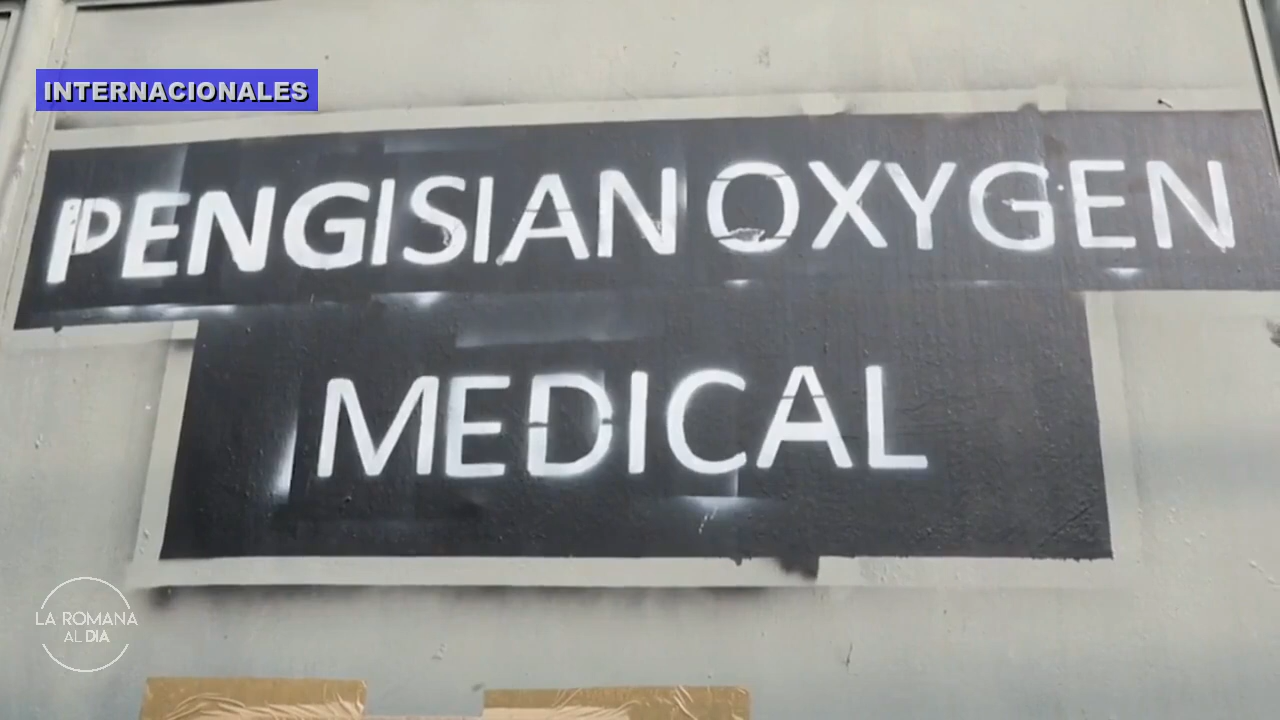 INTERNACIONALES
PENGISIAN OXYGEN
MEDICAL
LA ROMANA
AL DIA